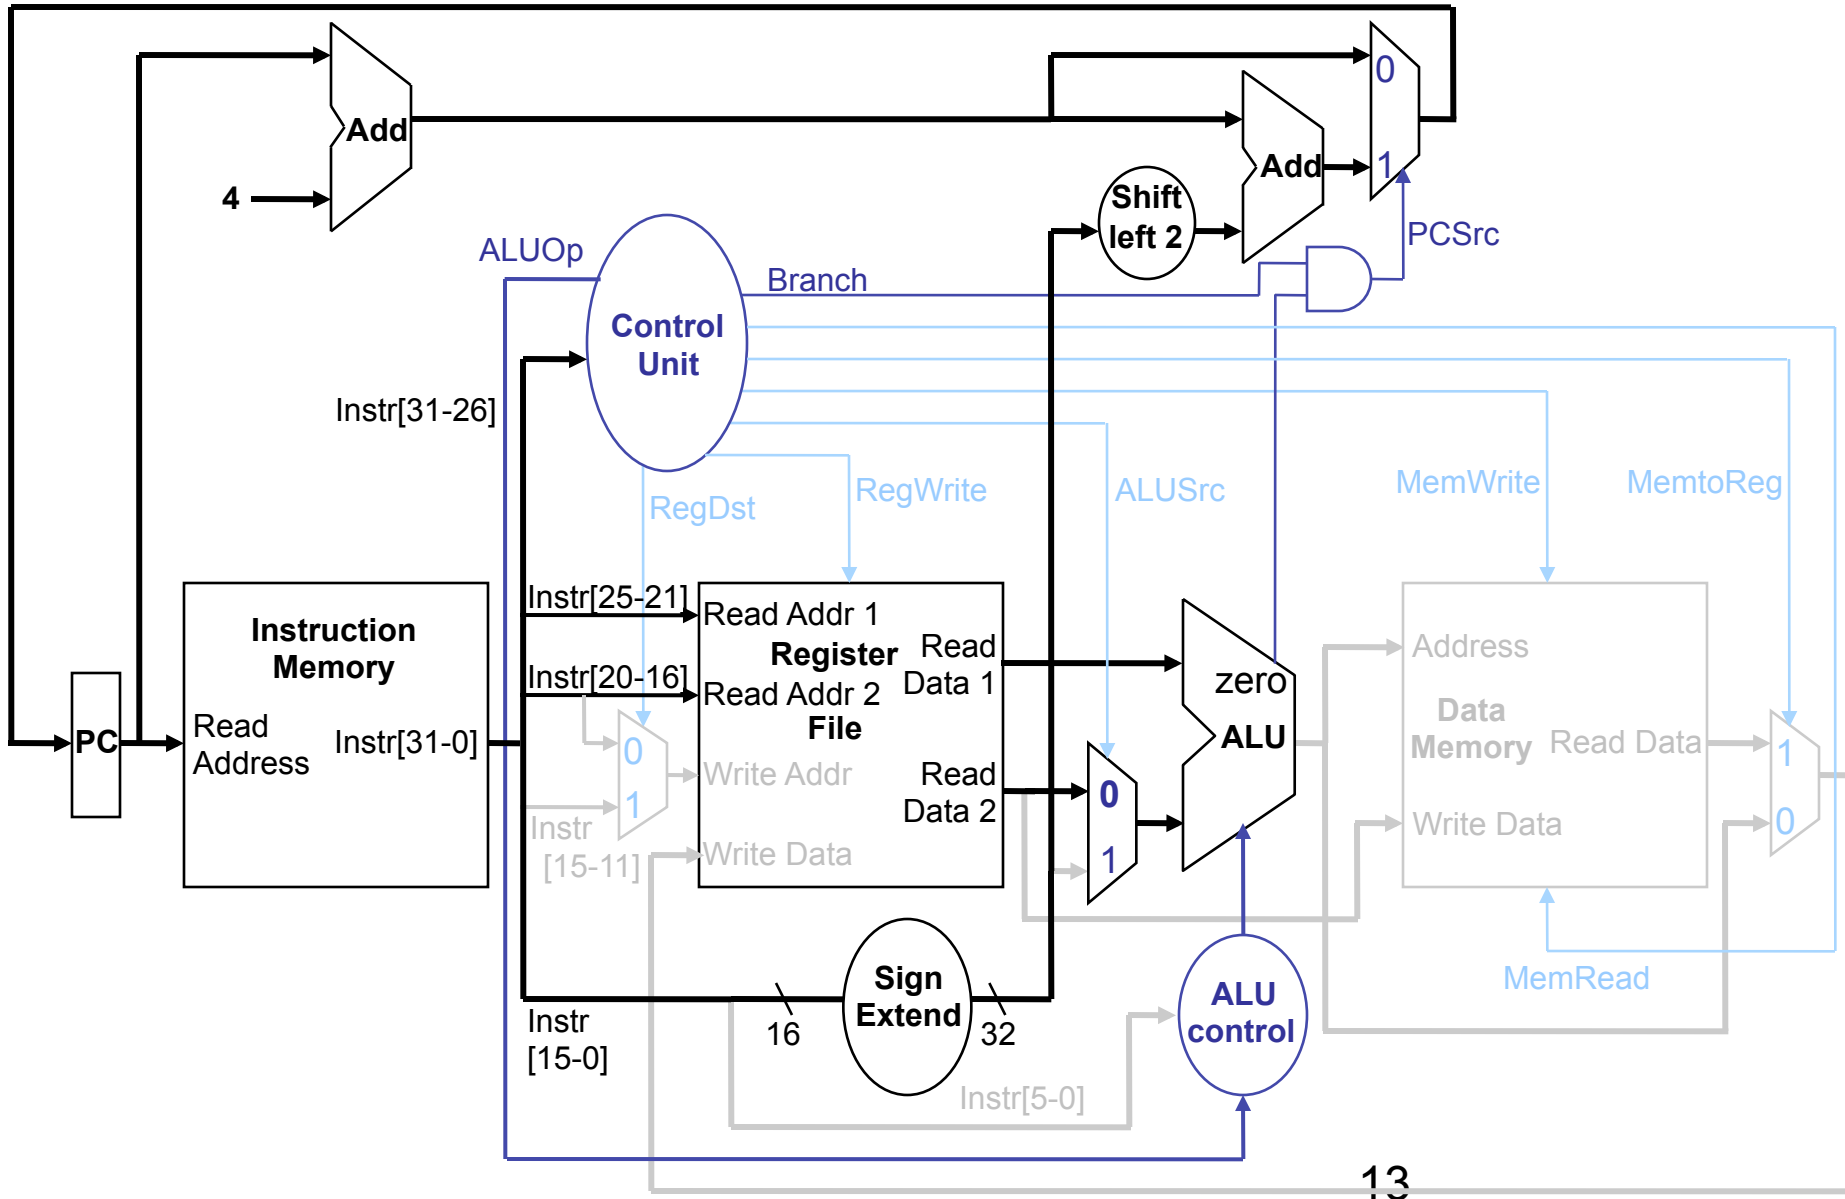 0
Add
Add
1
4
Shift
left 2
PCSrc
ALUOp
Branch
Control
Unit
Instr[31-26]
RegDst
RegWrite
ALUSrc
MemWrite
MemtoReg
Instruction
Memory
Read
Address
Instr[31-0]
PC
Instr[25-21]
Instr[20-16]
Read Addr 1
Register
Read
Data 1
Read Addr 2
File
0
1
Write Addr
Read
Data 2
Instr
[15-11]
Write Data
zero
ALU
0
1
Address
Data
Memory
Read Data
Write Data
1
0
Sign
Extend
16
32
Instr
[15-0]
ALU
control
MemRead
Instr[5-0]
13